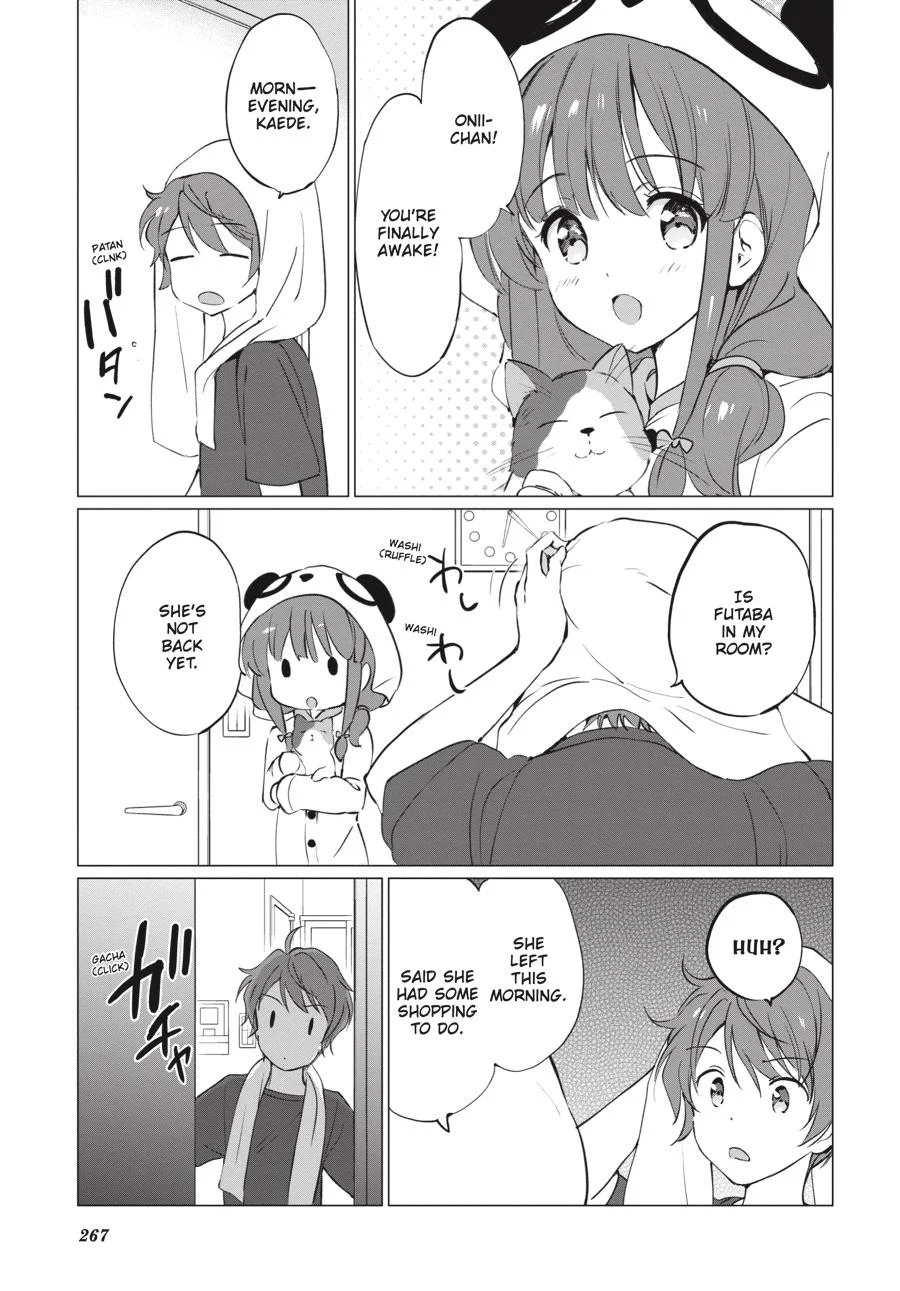 ONII-
CHAN!
YOU'RE
FINALLY
AWAKE!
MORN—
EVENING,
KAEDE.
PATAN
(CLNK)
バタン
IS
FUTABA
IN MY
ROOM?
WASHI
(RUFFLE)
わし
WASHI
わし
SHE'S
NOT
BACK
YET.
HUH?
SHE
LEFT
THIS
MORNING.
SAID SHE
HAD SOME
SHOPPING
TO DO.
GACHA
(CLICK)
ガチャ
267